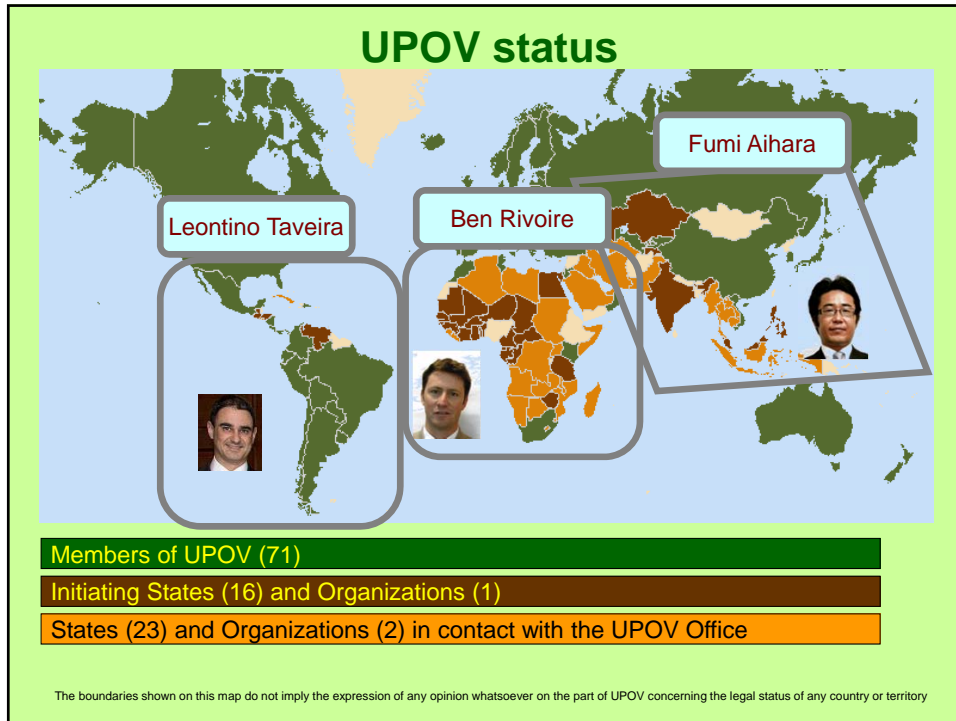 UPOV status
Fumi Aihara
Leontino Taveira
Ben Rivoire
Members of UPOV (71)
Initiating States (16) and Organizations (1)
States (23) and Organizations (2) in contact with the UPOV Office
The boundaries shown on this map do not imply the expression of any opinion whatsoever on the part of UPOV concerning the legal status of any country or territory